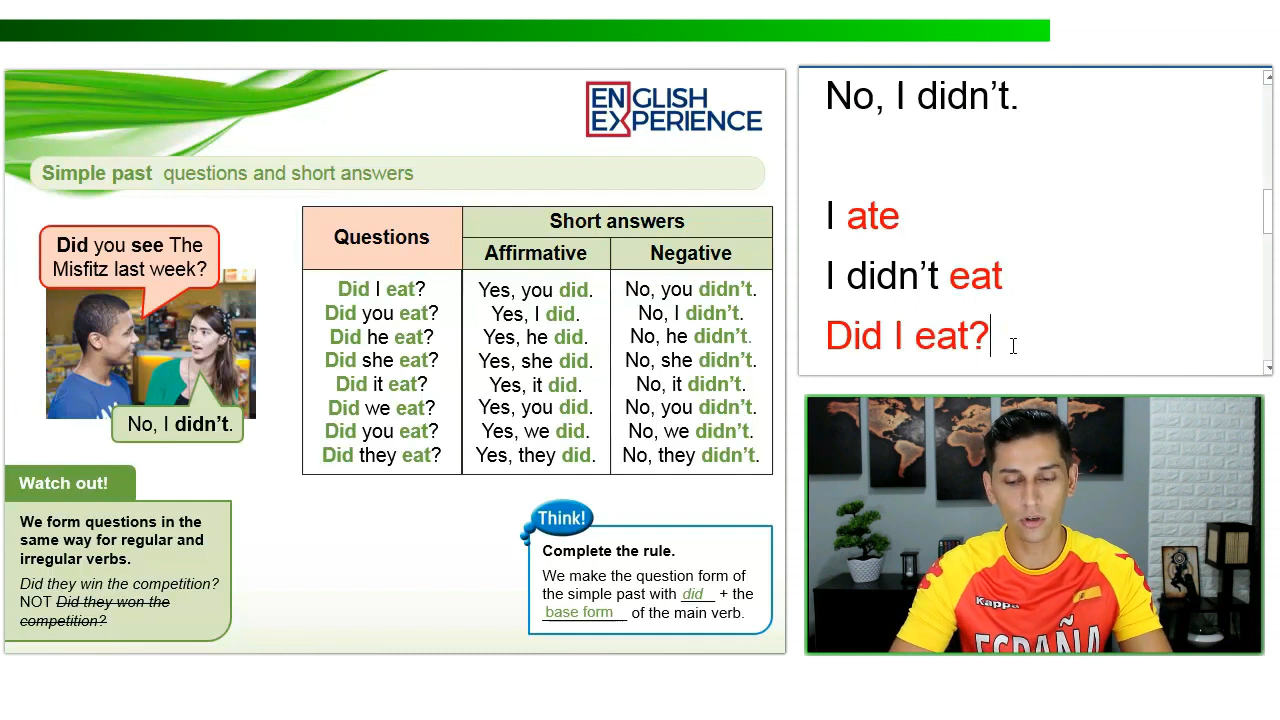 ENGLISH
EXPERIENCE
Simple past questions and short answers
Did you see The
Misfitz last week?
No, I didn't.
Questions
Short answers
Affirmative
Negative
Did I eat? Yes, you did. No, you didn't.
Did you eat? Yes, I did. No, I didn't.
Did he eat? Yes, he did. No, he didn't.
Did she eat? Yes, she did. No, she didn't.
Did it eat? Yes, it did. No, it didn't.
Did we eat? Yes, you did. No, you didn't.
Did you eat? Yes, we did. No, we didn't.
Did they eat? Yes, they did. No, they didn't.
Watch out!
We form questions in the
same way for regular and
irregular verbs.
Did they win the competition?
NOT Did they won the
competition?
Think!
Complete the rule.
We make the question form of
the simple past with did + the
base form of the main verb.
No, I didn't.
I ate
I didn't eat
Did I eat?
Kappa
ESPAÑA